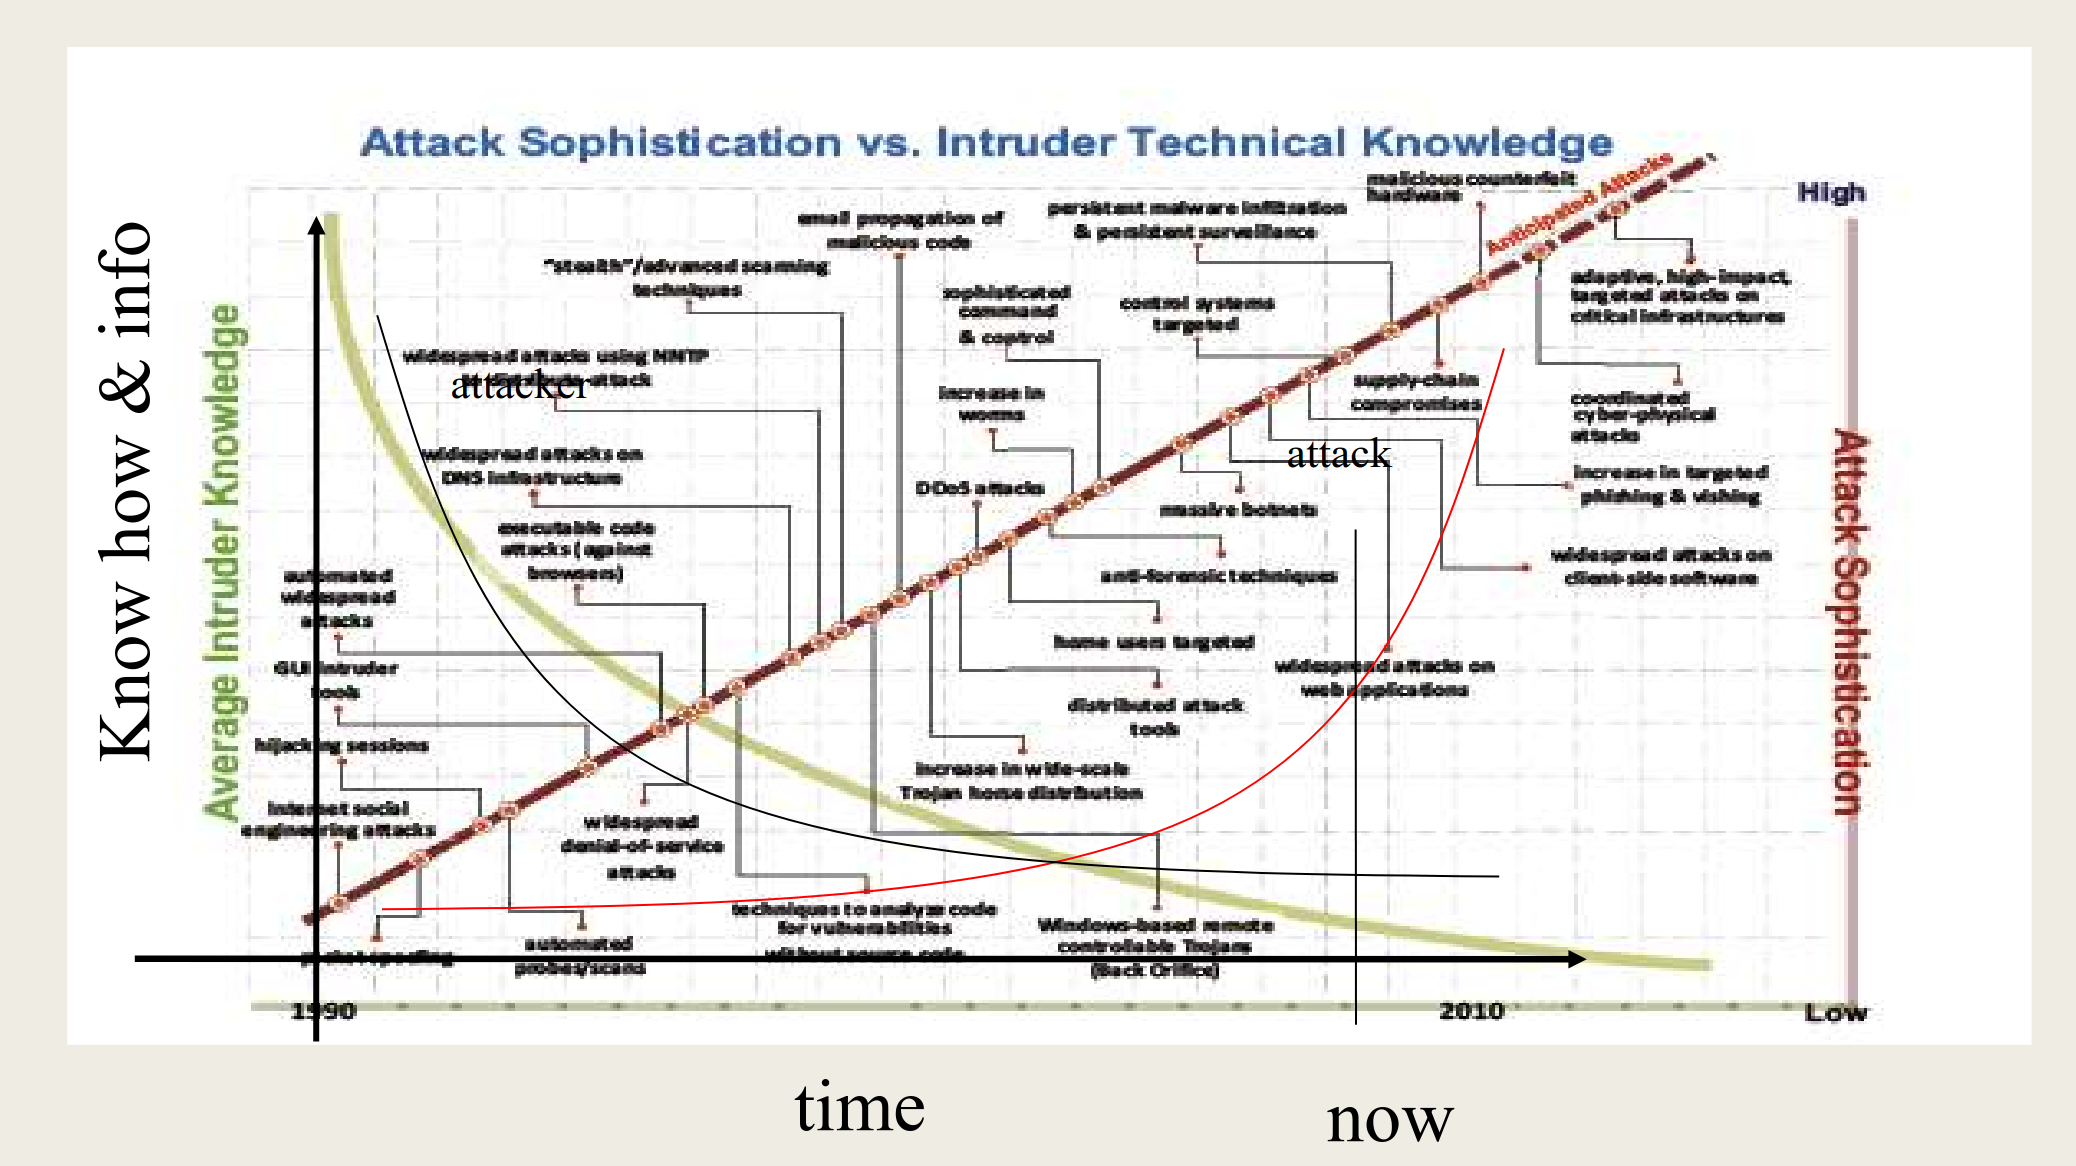 Attack Sophistication vs. Intruder Technical Knowledge
Know how & info
Average Intruder Knowledge
High
Attack Sophistication
Low
Anticipated Attacks
malicious counterfeit
hardware
persistent malware infiltration
& persistent surveillance
email propagation of
malicious code
"stealth"/advanced scanning
techniques
sophisticated
command
& control
control systems
targeted
adaptive, high-impact,
targeted attacks on
critical infrastructures
widespread attacks using NNTP
to distribute attack
attacker
increase in
worms
supply-chain
compromises
coordinated
cyber-physical
attacks
attack
widespread attacks on
DNS infrastructure
DDoS attacks
massive botnets
increase in targeted
phishing & vishing
executable code
attacks (against
browsers)
automated
widespread
attacks
anti-forensic techniques
widespread attacks on
client-side software
home users targeted
GUI intruder
tools
widespread attacks on
web applications
distributed attack
tools
hijacking sessions
increase in wide-scale
Trojan horse distribution
Internet social
engineering attacks
widespread
denial-of-service
attacks
techniques to analyze code
for vulnerabilities
without source code
Windows-based remote
controllable Trojans
(Back Orifice)
automated
probes/scans
packet spoofing
1990
2010
time
now